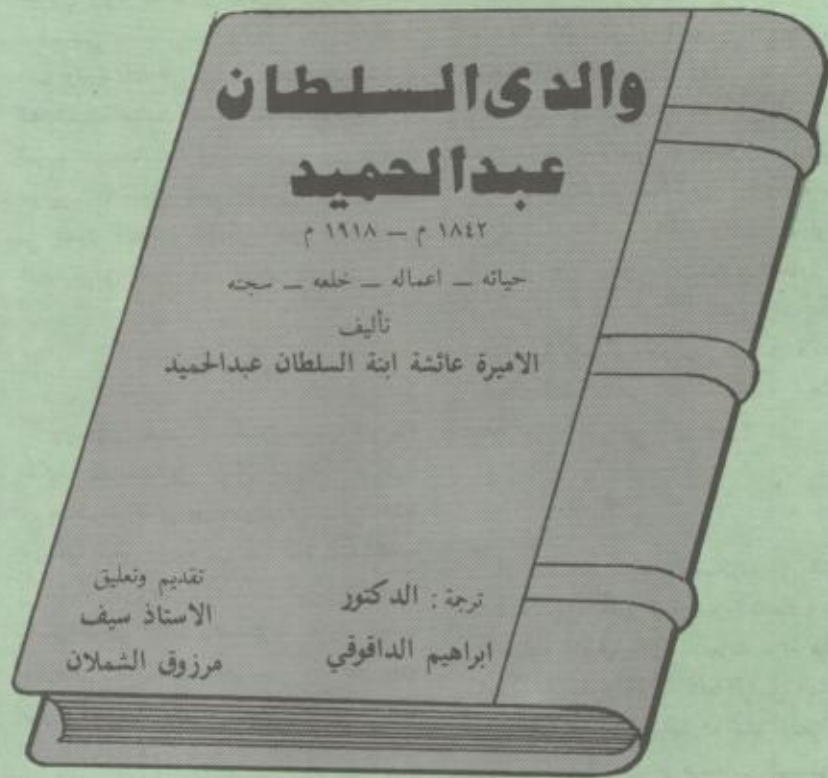 والدى السلطان
عبدالحميد
١٨٤٢ م — ١٩١٨ م
حياته — اعماله — خلعه — سجنه
تأليف
الاميرة عائشة ابنة السلطان عبدالحميد
ترجمة : الدكتور
ابراهيم الداقوقي
تقديم وتعليق
الاستاذ سيف
مرزوق الشملان